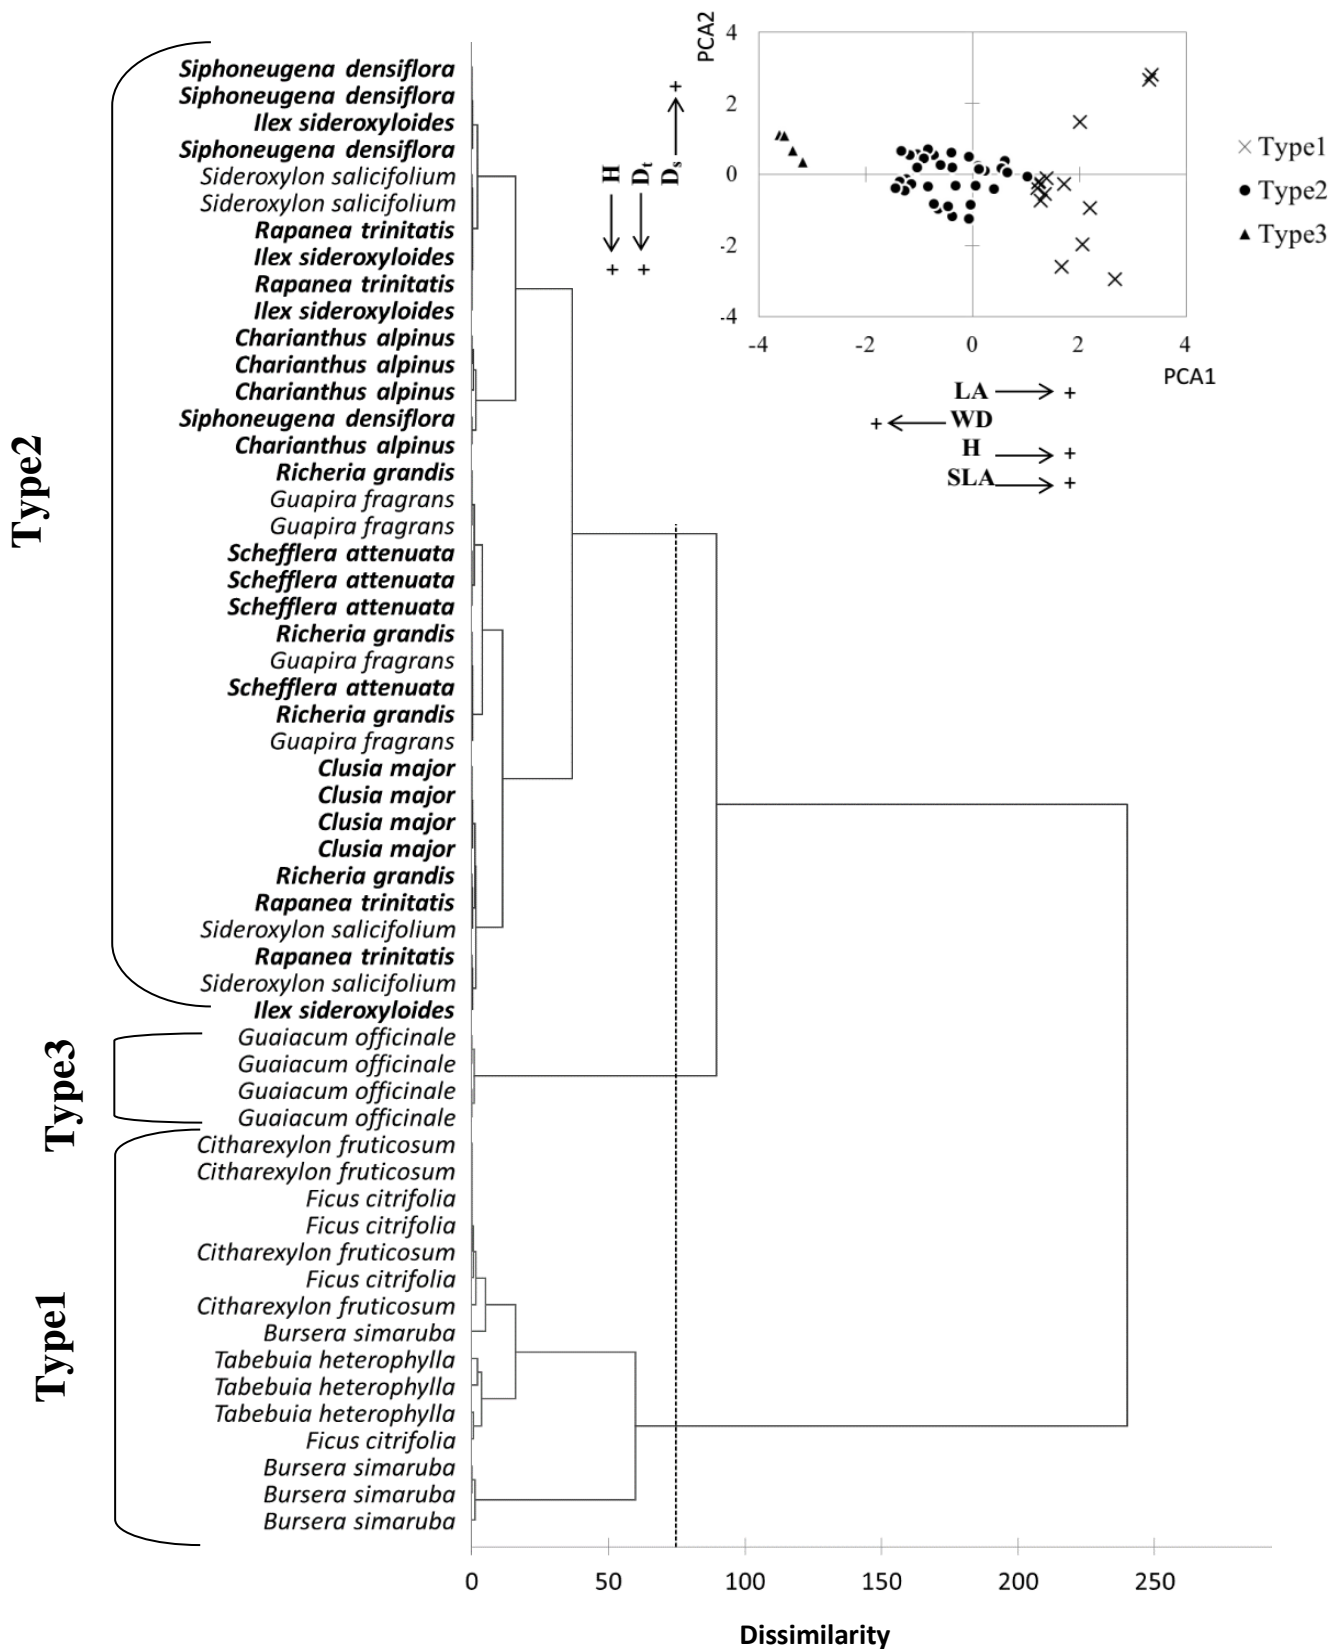 Siphoneugena densiflora
Siphoneugena densiflora
Ilex sideroxyloides
Siphoneugena densiflora
Sideroxylon salicifolium
Sideroxylon salicifolium
Rapanea trinitatis
Ilex sideroxyloides
Rapanea trinitatis
Ilex sideroxyloides
Charianthus alpinus
Charianthus alpinus
Charianthus alpinus
Siphoneugena densiflora
Charianthus alpinus
Richeria grandis
Guapira fragrans
Guapira fragrans
Schefflera attenuata
Schefflera attenuata
Schefflera attenuata
Richeria grandis
Guapira fragrans
Schefflera attenuata
Richeria grandis
Guapira fragrans
Clusia major
Clusia major
Clusia major
Clusia major
Richeria grandis
Rapanea trinitatis
Sideroxylon salicifolium
Rapanea trinitatis
Sideroxylon salicifolium
Ilex sideroxyloides
Guaiacum officinale
Guaiacum officinale
Guaiacum officinale
Guaiacum officinale
Citharexylon fruticosum
Citharexylon fruticosum
Ficus citrifolia
Ficus citrifolia
Citharexylon fruticosum
Ficus citrifolia
Citharexylon fruticosum
Bursera simaruba
Tabebuia heterophylla
Tabebuia heterophylla
Tabebuia heterophylla
Ficus citrifolia
Bursera simaruba
Bursera simaruba
Bursera simaruba
Type2
Type3
Type1
0 50 100 150 200 250
Dissimilarity
PCA2
4
2
0
-2
-4
-4 -2 0 2 4
PCA1
H
Dt
Ds
+
+
+
LA +
+ WD
H +
SLA +
Type1
Type2
Type3